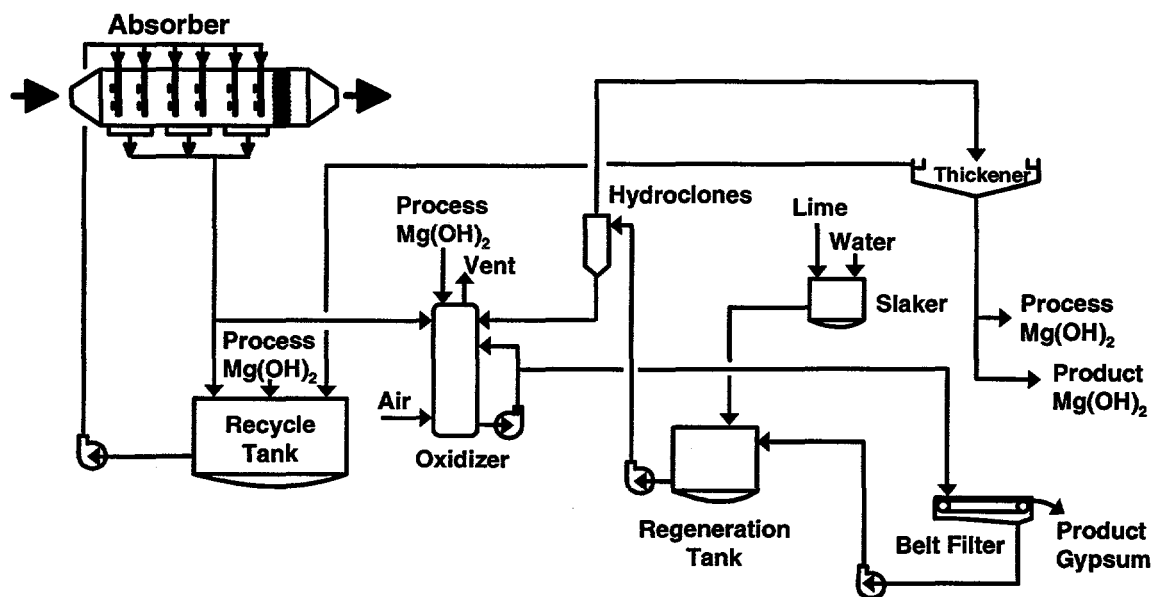 Absorber
Thickener
Hydroclones
Process
Mg(OH)2
Vent
Lime
Water
Slaker
Process
Mg(OH)2
Process
Mg(OH)2
Product
Mg(OH)2
Air
Recycle
Tank
Oxidizer
Regeneration
Tank
Belt Filter
Product
Gypsum